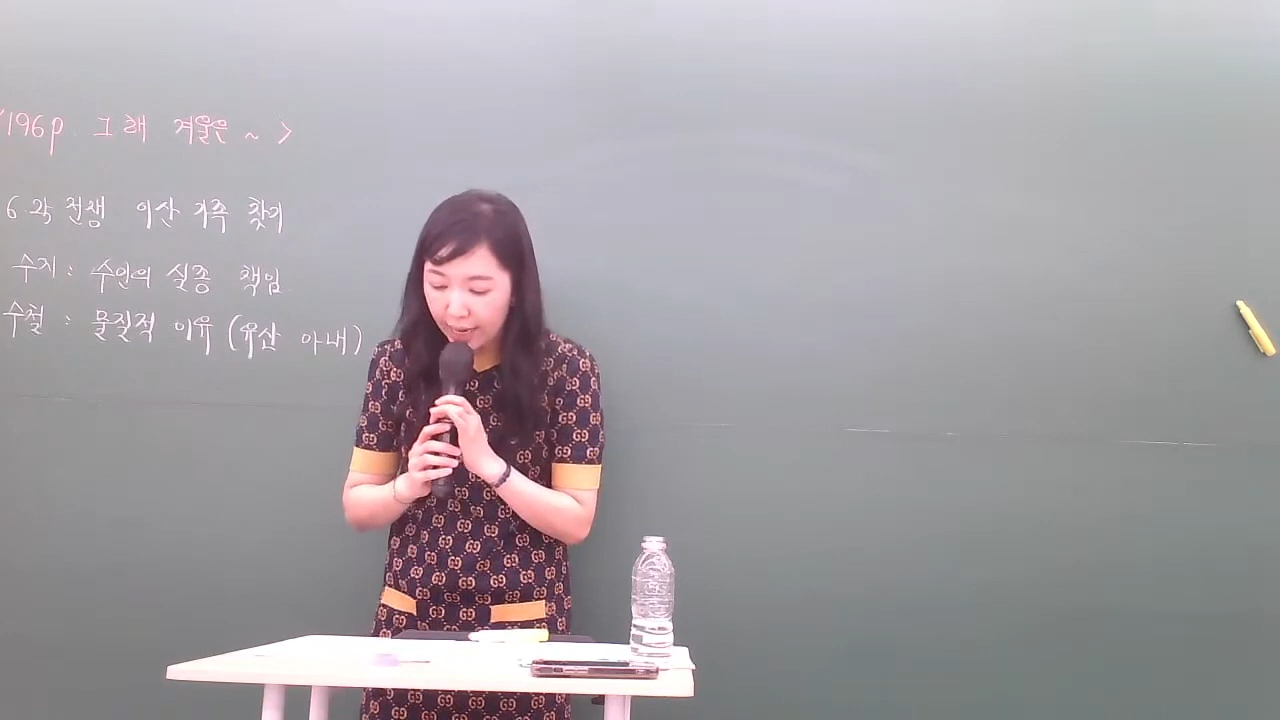 196p. 그해 겨울은 ~ >
6·25 전쟁 이산 가족 찾기
수지 : 수인의 실종 책임
수철 : 물질적 이유 (유산 아내)